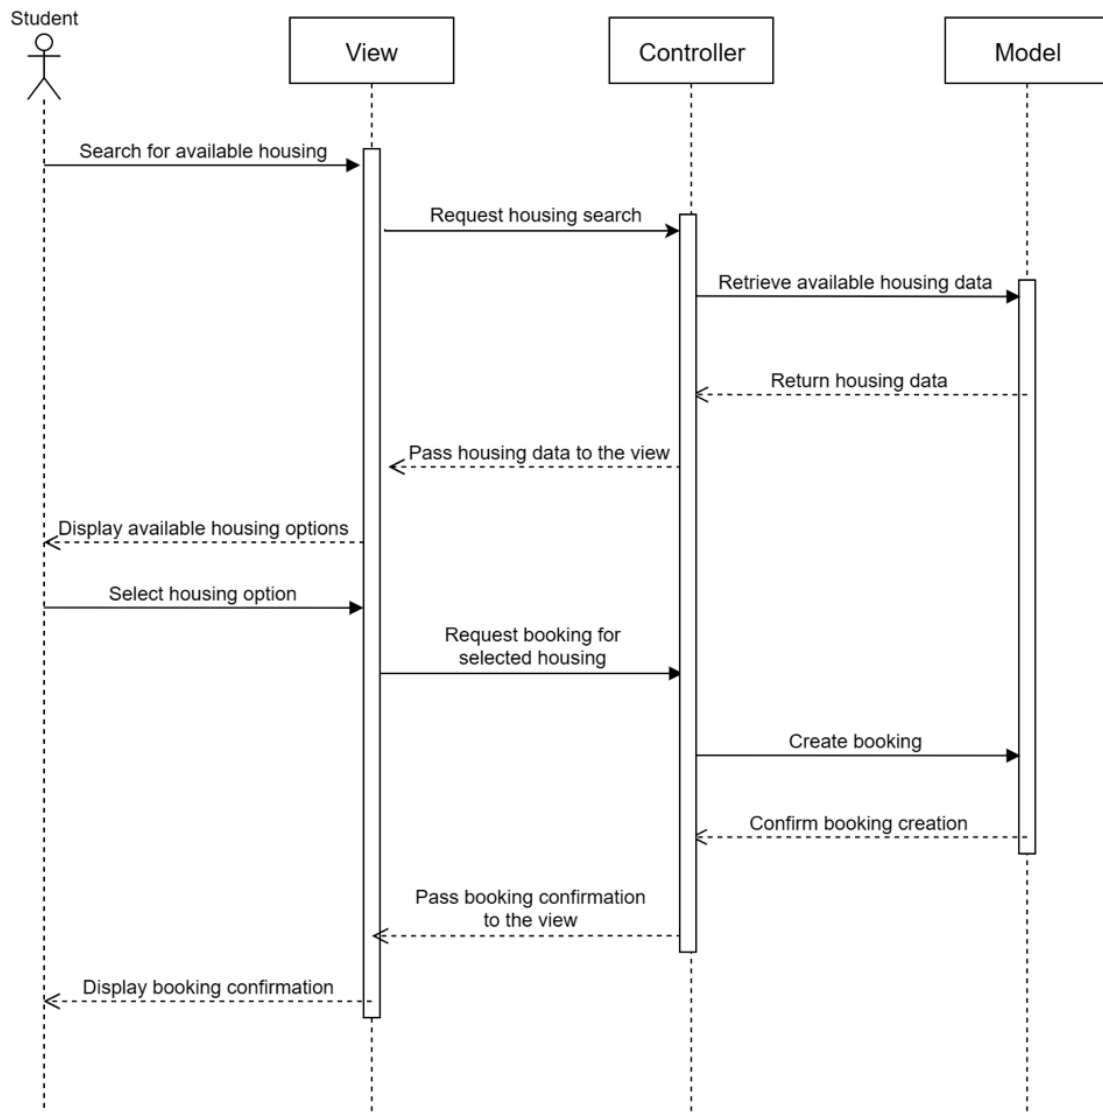 Student
View
Controller
Model
Search for available housing
Request housing search
Retrieve available housing data
Return housing data
Pass housing data to the view
Display available housing options
Select housing option
Request booking for
selected housing
Create booking
Confirm booking creation
Pass booking confirmation
to the view
Display booking confirmation